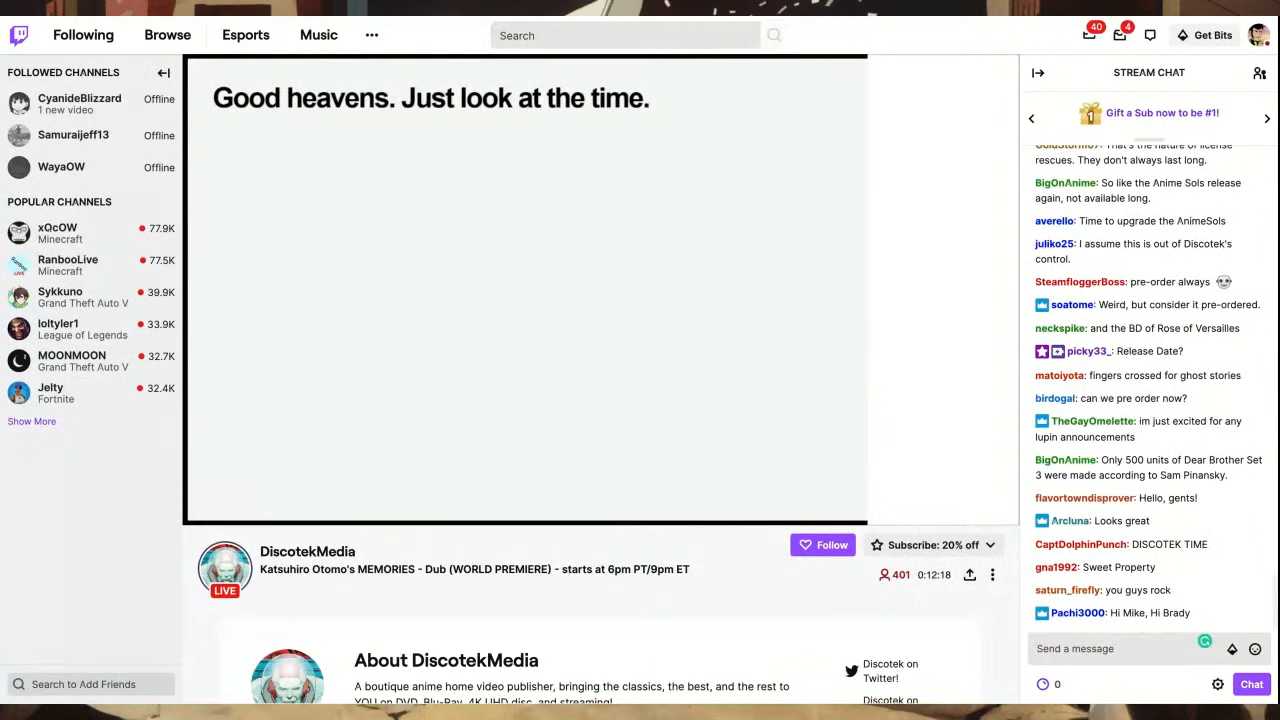 Following
Browse
Esports
Music
Search
40
4
Get Bits
FOLLOWED CHANNELS
CyanideBlizzard
Offline
1 new video
Samuraijeff13
Offline
WayaOW
Offline
POPULAR CHANNELS
xQcOW
77.9K
Minecraft
RanbooLive
77.5K
Minecraft
LIVE
Sykkuno
39.9K
Grand Theft Auto V
loltyler1
33.9K
League of Legends
MOONMOON
32.7K
Grand Theft Auto V
Jelty
32.4K
Fortnite
Show More
Search to Add Friends
Good heavens. Just look at the time.
DiscotekMedia
Katsuhiro Otomo's MEMORIES - Dub (WORLD PREMIERE) - starts at 6pm PT/9pm ET
LIVE
Follow
Subscribe: 20% off
401
0:12:18
About DiscotekMedia
A boutique anime home video publisher, bringing the classics, the best, and the rest to
YOU on DVD, Blu-Ray, 4K UHD disc, and streaming!
Discotek on
Twitter!
Discotek on
STREAM CHAT
1
Gift a Sub now to be #1!
GoldStorm07: That's the nature of license
rescues. They don't always last long.
BigOnAnime: So like the Anime Sols release
again, not available long.
averello: Time to upgrade the AnimeSols
juliko25: I assume this is out of Discotek's
control.
SteamfloggerBoss: pre-order always
soatome: Weird, but consider it pre-ordered.
neckspike: and the BD of Rose of Versailles
picky33_: Release Date?
matoiyota: fingers crossed for ghost stories
birdogal: can we pre order now?
TheGayOmelette: im just excited for any
lupin announcements
BigOnAnime: Only 500 units of Dear Brother Set
3 were made according to Sam Pinansky.
flavortowndisprover: Hello, gents!
Arcluna: Looks great
CaptDolphinPunch: DISCOTEK TIME
gna1992: Sweet Property
saturn_firefly: you guys rock
Pachi3000: Hi Mike, Hi Brady
Send a message
0
Chat